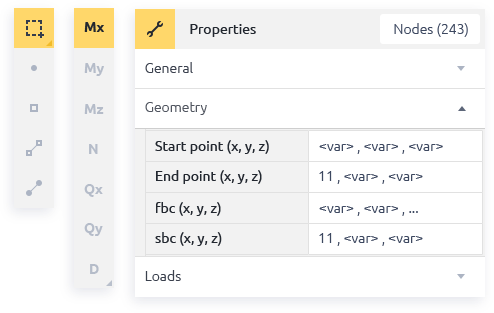 Mx
My
Mz
N
Qx
Qy
D
Properties
Nodes (243)
General
Geometry
Start point (x, y, z) <var> , <var> , <var>
End point (x, y, z) 11 , <var> , <var>
fbc (x, y, z) <var> , <var> , ...
sbc (x, y, z) 11 , <var> , <var>
Loads